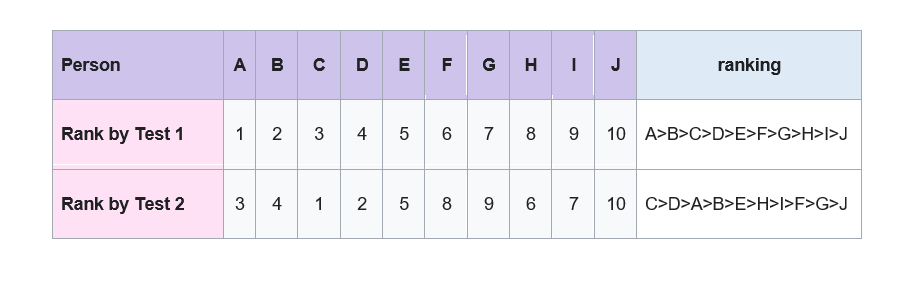 Person A B C D E F G H I J ranking
Rank by Test 1 1 2 3 4 5 6 7 8 9 10 A>B>C>D>E>F>G>H>I>J
Rank by Test 2 3 4 1 2 5 8 9 6 7 10 C>D>A>B>E>H>I>F>G>J